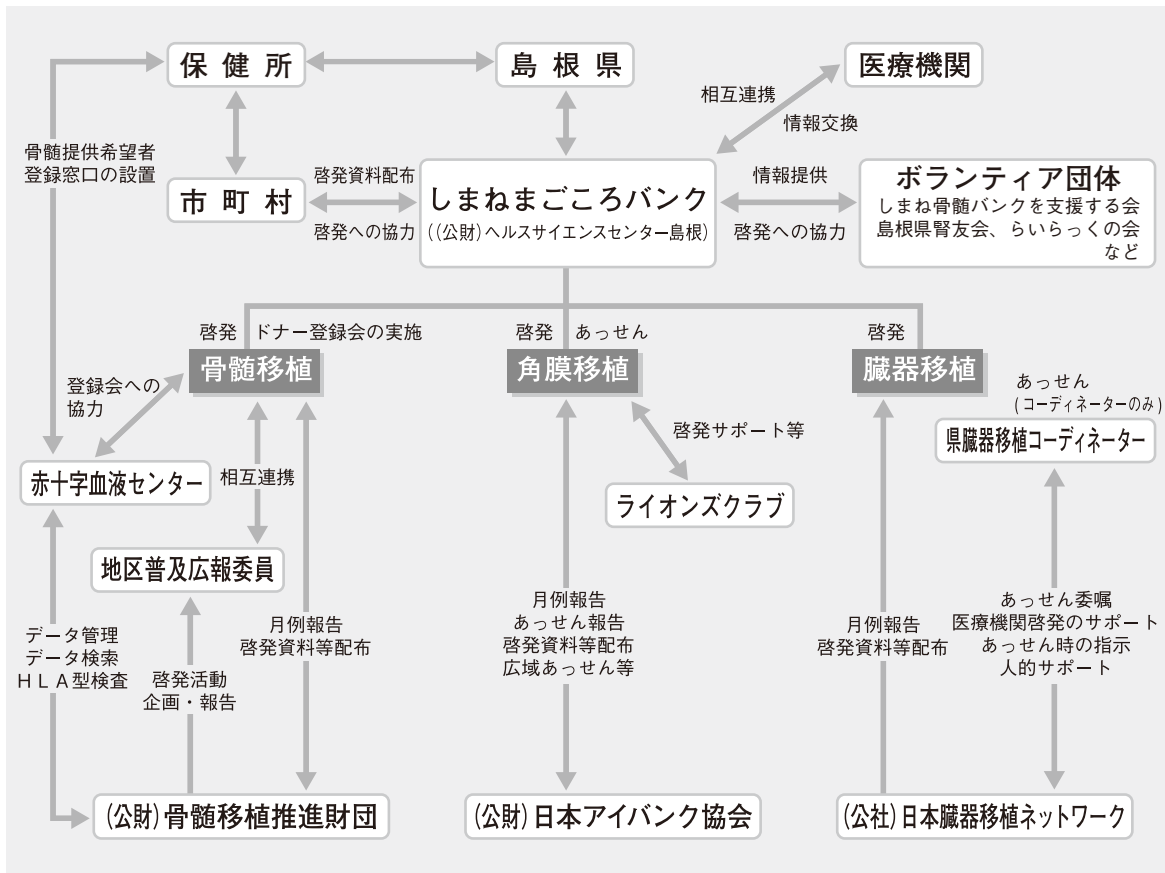 保健所
島根県
医療機関
相互連携
情報交換
骨髄提供希望者
登録窓口の設置
市町村
啓発資料配布
啓発への協力
しまねまごころバンク
((公財)ヘルスサイエンスセンター島根)
情報提供
啓発への協力
ボランティア団体
しまね骨髄バンクを支援する会
島根県腎友会、らいらっくの会
など
啓発 ドナー登録会の実施
骨髄移植
啓発 あっせん
角膜移植
啓発
臓器移植
登録会への
協力
あっせん
(コーディネーターのみ)
県臓器移植コーディネーター
啓発サポート等
赤十字血液センター
相互連携
ライオンズクラブ
地区普及広報委員
データ管理
データ検索
HLA型検査
啓発活動
企画・報告
月例報告
啓発資料等配布
月例報告
あっせん報告
啓発資料等配布
広域あっせん等
月例報告
啓発資料等配布
あっせん委嘱
医療機関啓発のサポート
あっせん時の指示
人的サポート
(公財)骨髄移植推進財団
(公財)日本アイバンク協会
(公社)日本臓器移植ネットワーク